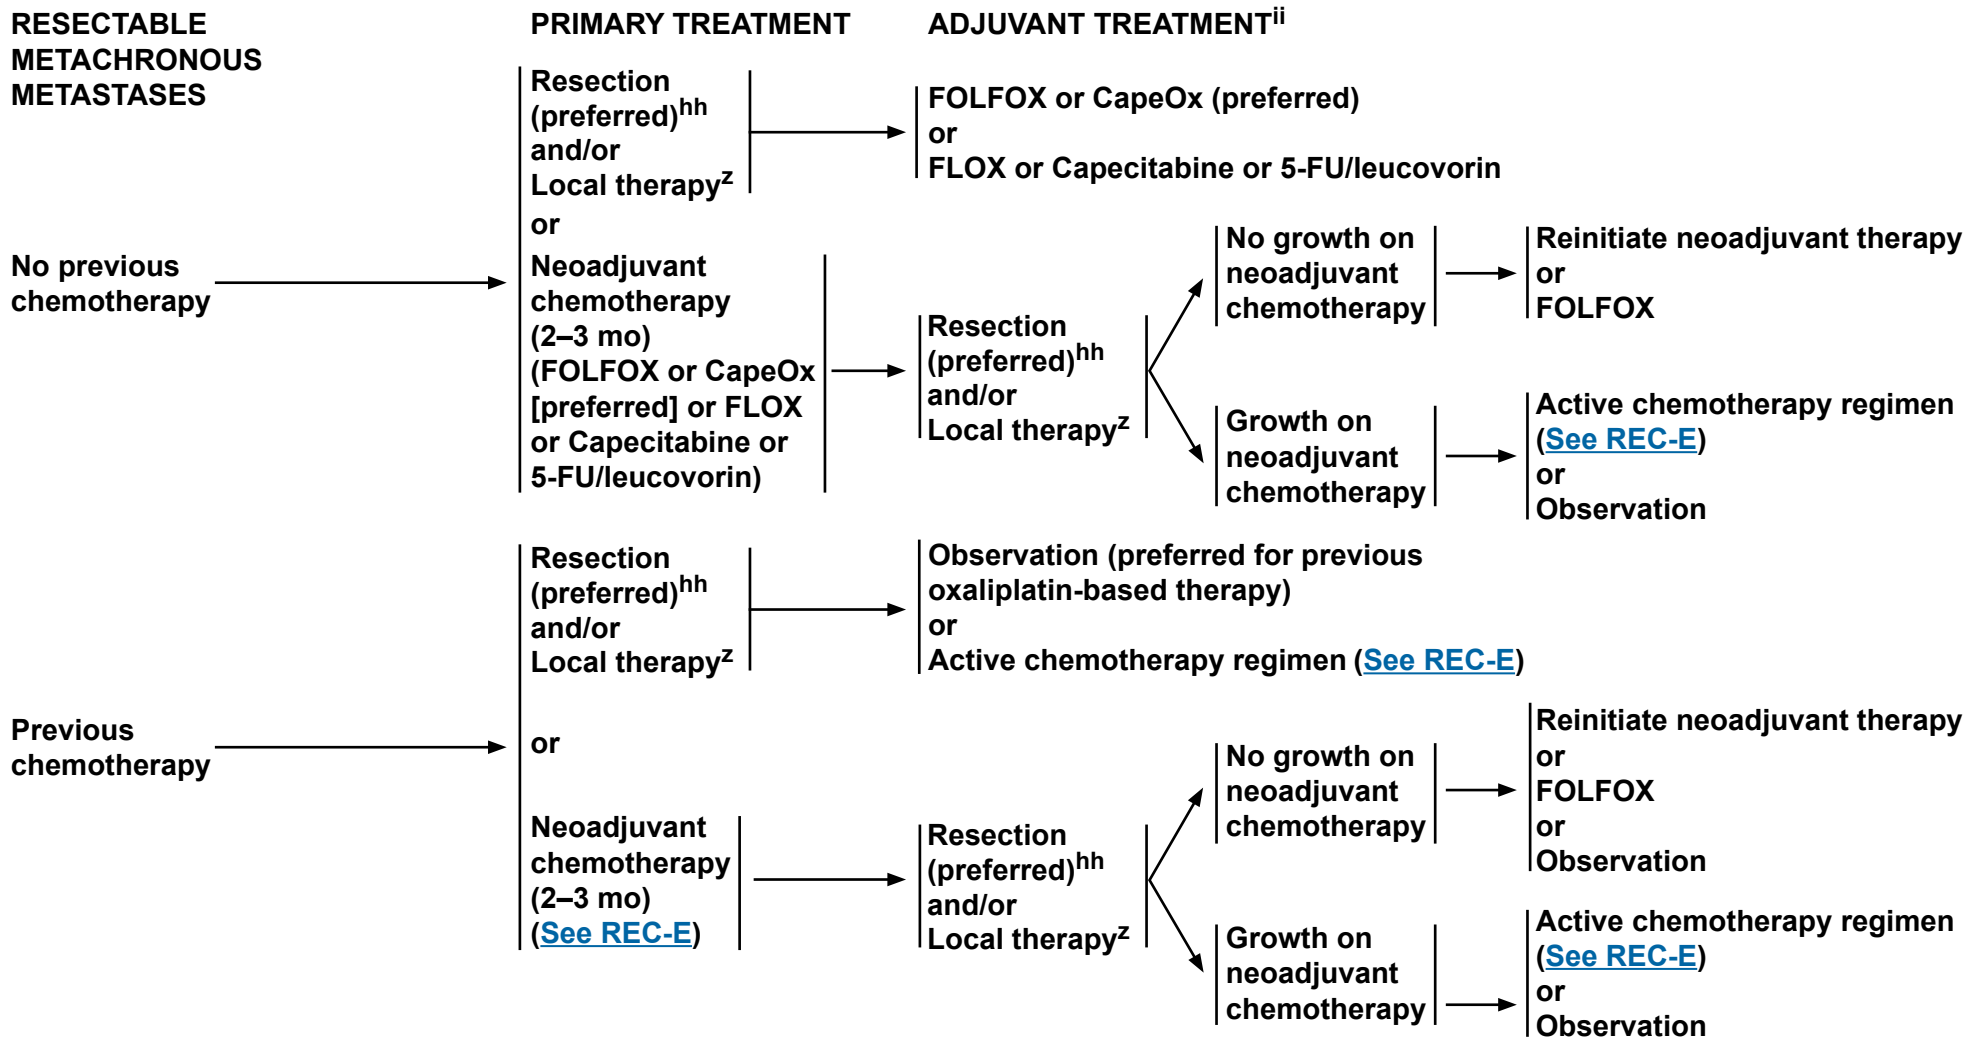 RESECTABLE
METACHRONOUS
METASTASES
PRIMARY TREATMENT
ADJUVANT TREATMENTii
No previous
chemotherapy
Resection
(preferred)hh
and/or
Local therapyz
or
Neoadjuvant
chemotherapy
(2–3 mo)
(FOLFOX or CapeOx
[preferred] or FLOX
or Capecitabine or
5-FU/leucovorin)
FOLFOX or CapeOx (preferred)
or
FLOX or Capecitabine or 5-FU/leucovorin
Resection
(preferred)hh
and/or
Local therapyz
No growth on
neoadjuvant
chemotherapy
Reinitiate neoadjuvant therapy
or
FOLFOX
Growth on
neoadjuvant
chemotherapy
Active chemotherapy regimen
(See REC-E)
or
Observation
Previous
chemotherapy
Resection
(preferred)hh
and/or
Local therapyz
or
Neoadjuvant
chemotherapy
(2–3 mo)
(See REC-E)
Observation (preferred for previous
oxaliplatin-based therapy)
or
Active chemotherapy regimen (See REC-E)
Resection
(preferred)hh
and/or
Local therapyz
No growth on
neoadjuvant
chemotherapy
Reinitiate neoadjuvant therapy
or
FOLFOX
or
Observation
Growth on
neoadjuvant
chemotherapy
Active chemotherapy regimen
(See REC-E)
or
Observation